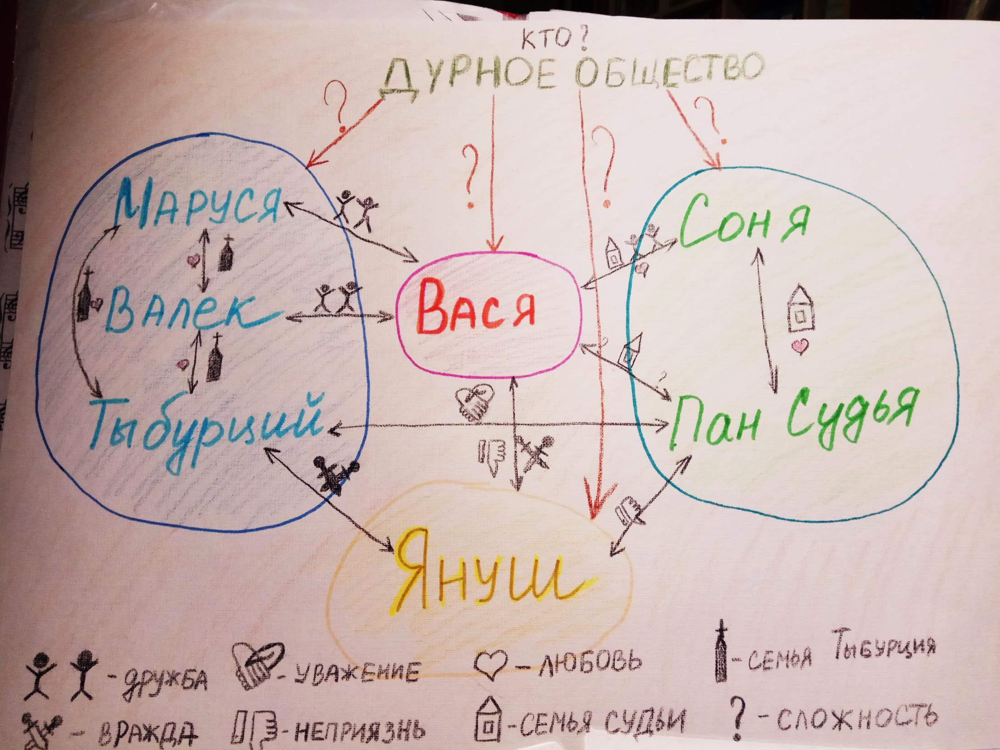 КТО?
ДУРНОЕ ОБЩЕСТВО
?
?
?
?
Маруся
Соня
Валек
Вася
?
?
Тыбурций
Пан Судья
Януш
- дружба
- уважение
- любовь
- семья Тыбурция
- вражда
- неприязнь
- семья судьи
? - сложность